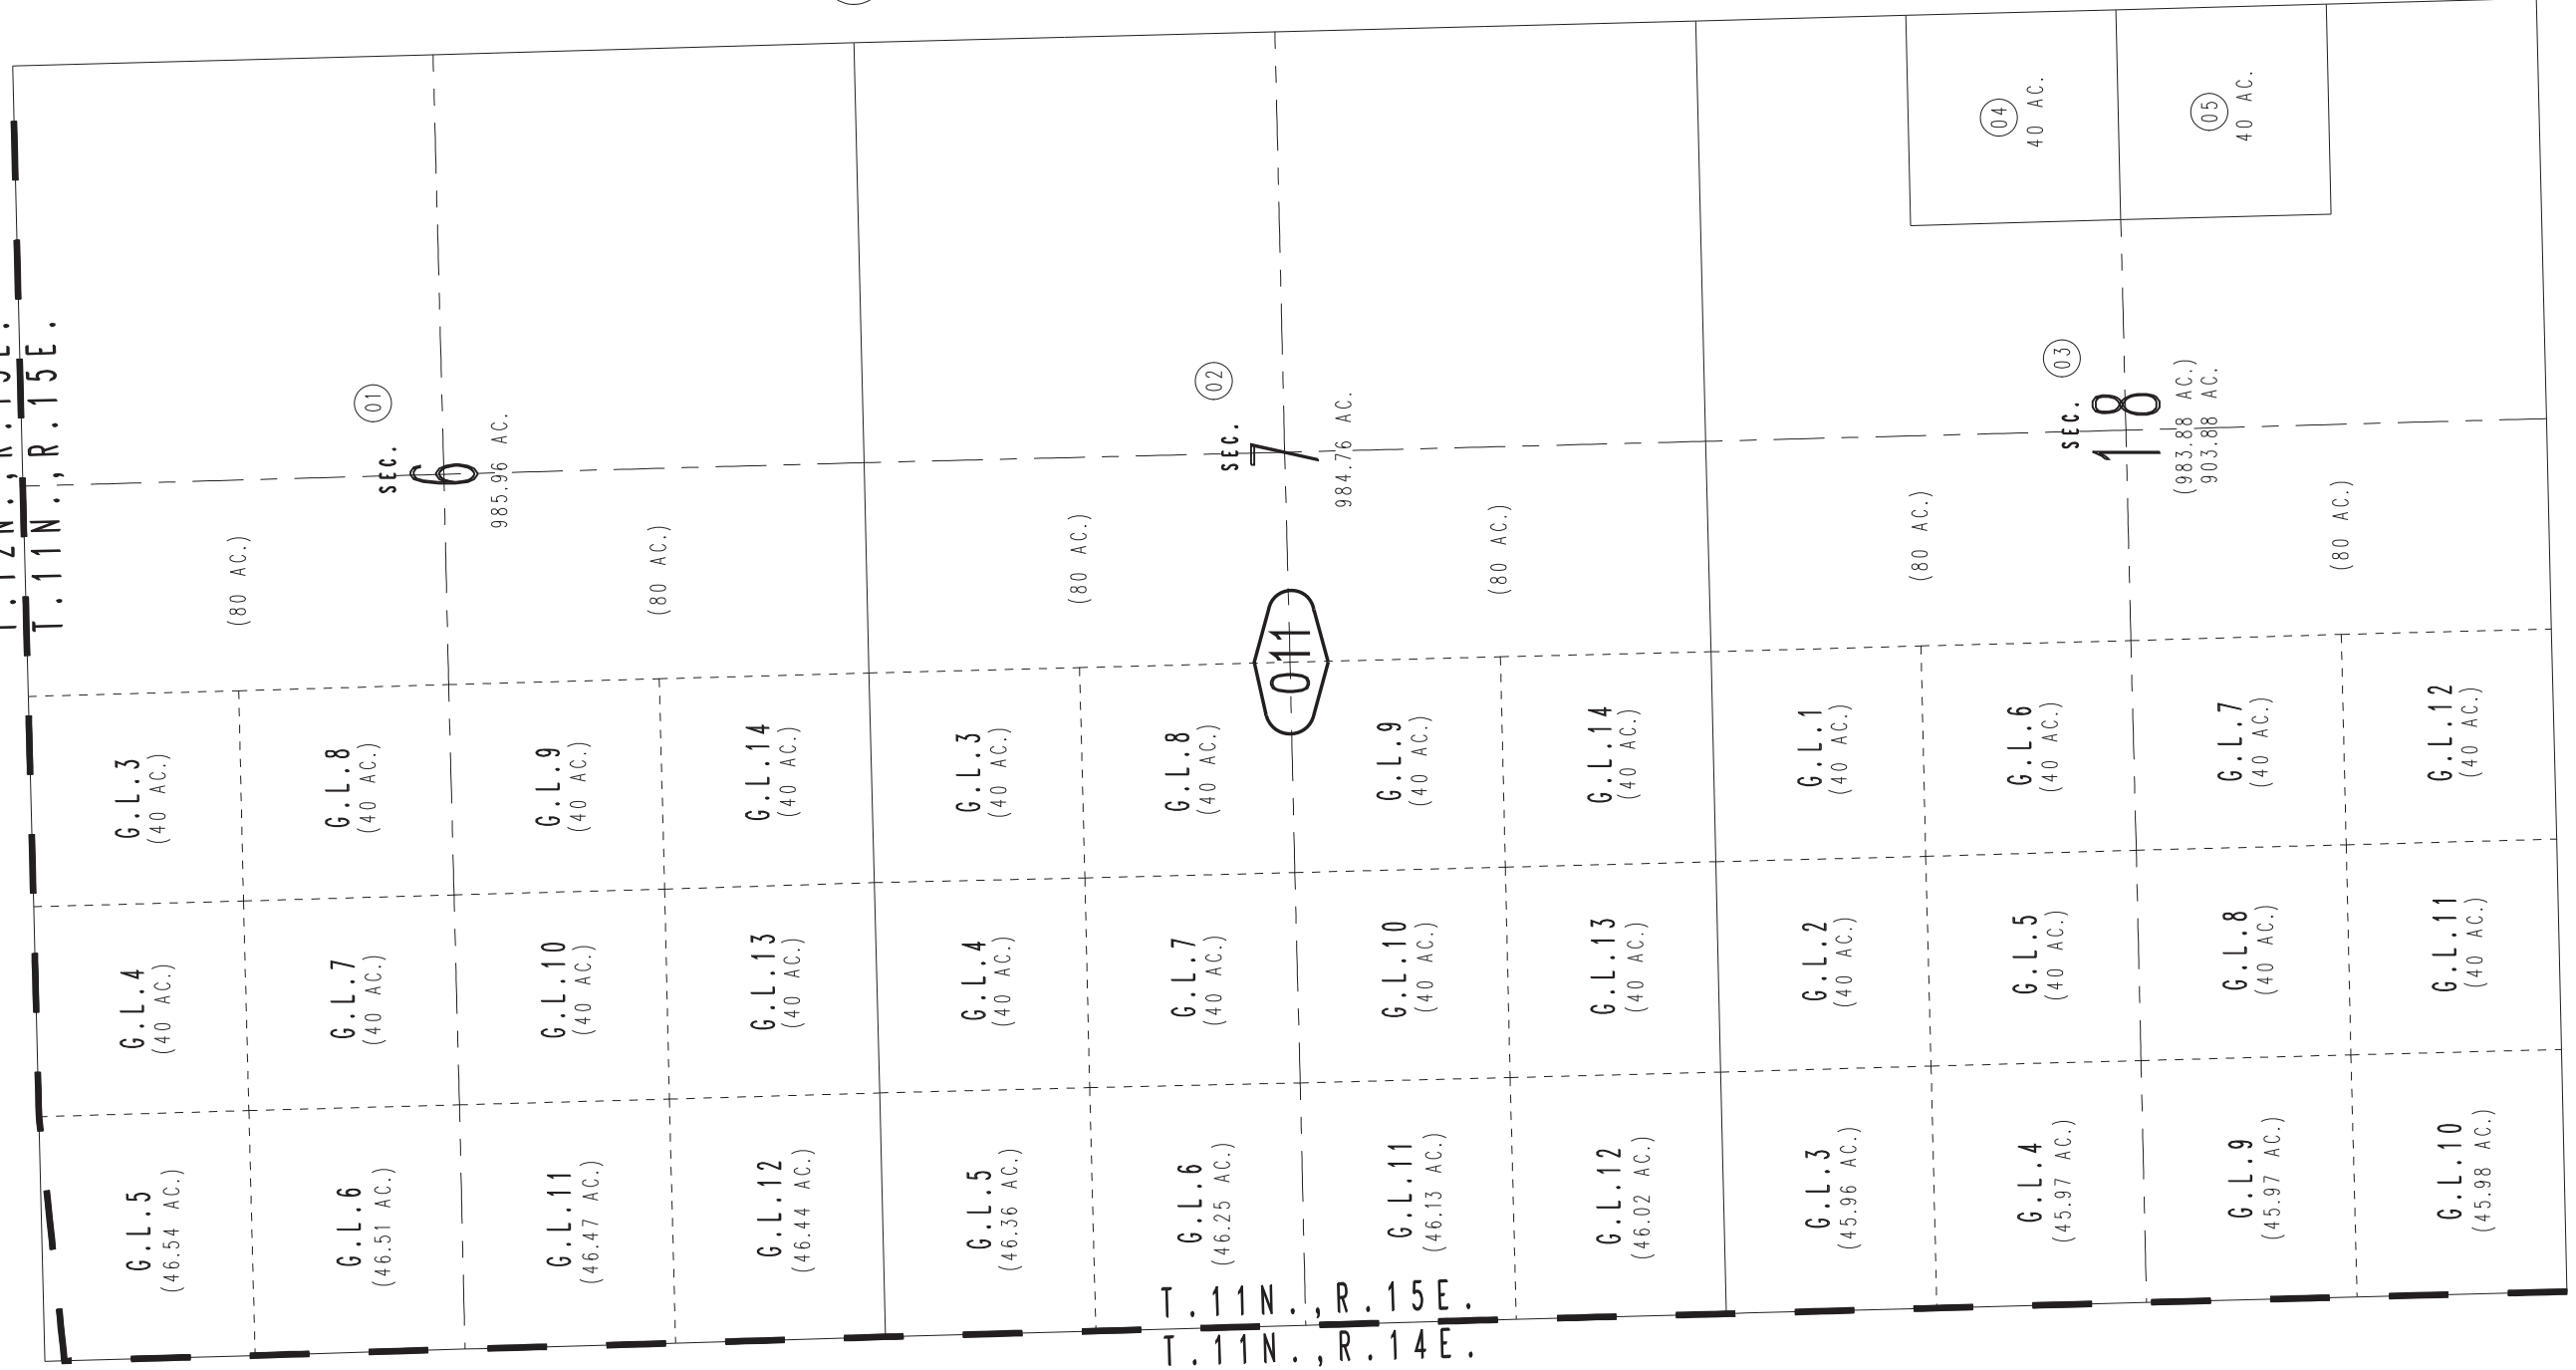 T.12N.,R.15E.
T.11N.,R.15E.
01
SEC.
6
985.96 AC.
02
SEC.
7
984.76 AC.
03
SEC.
18
(983.88 AC.)
903.88 AC.
04
40 AC.
05
40 AC.
(80 AC.)
(80 AC.)
(80 AC.)
(80 AC.)
(80 AC.)
(80 AC.)
011
G.L.3
(40 AC.)
G.L.8
(40 AC.)
G.L.9
(40 AC.)
G.L.14
(40 AC.)
G.L.3
(40 AC.)
G.L.8
(40 AC.)
G.L.9
(40 AC.)
G.L.14
(40 AC.)
G.L.1
(40 AC.)
G.L.6
(40 AC.)
G.L.7
(40 AC.)
G.L.12
(40 AC.)
G.L.4
(40 AC.)
G.L.7
(40 AC.)
G.L.10
(40 AC.)
G.L.13
(40 AC.)
G.L.4
(40 AC.)
G.L.7
(40 AC.)
G.L.10
(40 AC.)
G.L.13
(40 AC.)
G.L.2
(40 AC.)
G.L.5
(40 AC.)
G.L.8
(40 AC.)
G.L.11
(40 AC.)
G.L.5
(46.54 AC.)
G.L.6
(46.51 AC.)
G.L.11
(46.47 AC.)
G.L.12
(46.44 AC.)
G.L.5
(46.36 AC.)
G.L.6
(46.25 AC.)
G.L.11
(46.13 AC.)
G.L.12
(46.02 AC.)
G.L.3
(45.96 AC.)
G.L.4
(45.97 AC.)
G.L.9
(45.97 AC.)
G.L.10
(45.98 AC.)
T.11N.,R.15E.
T.11N.,R.14E.